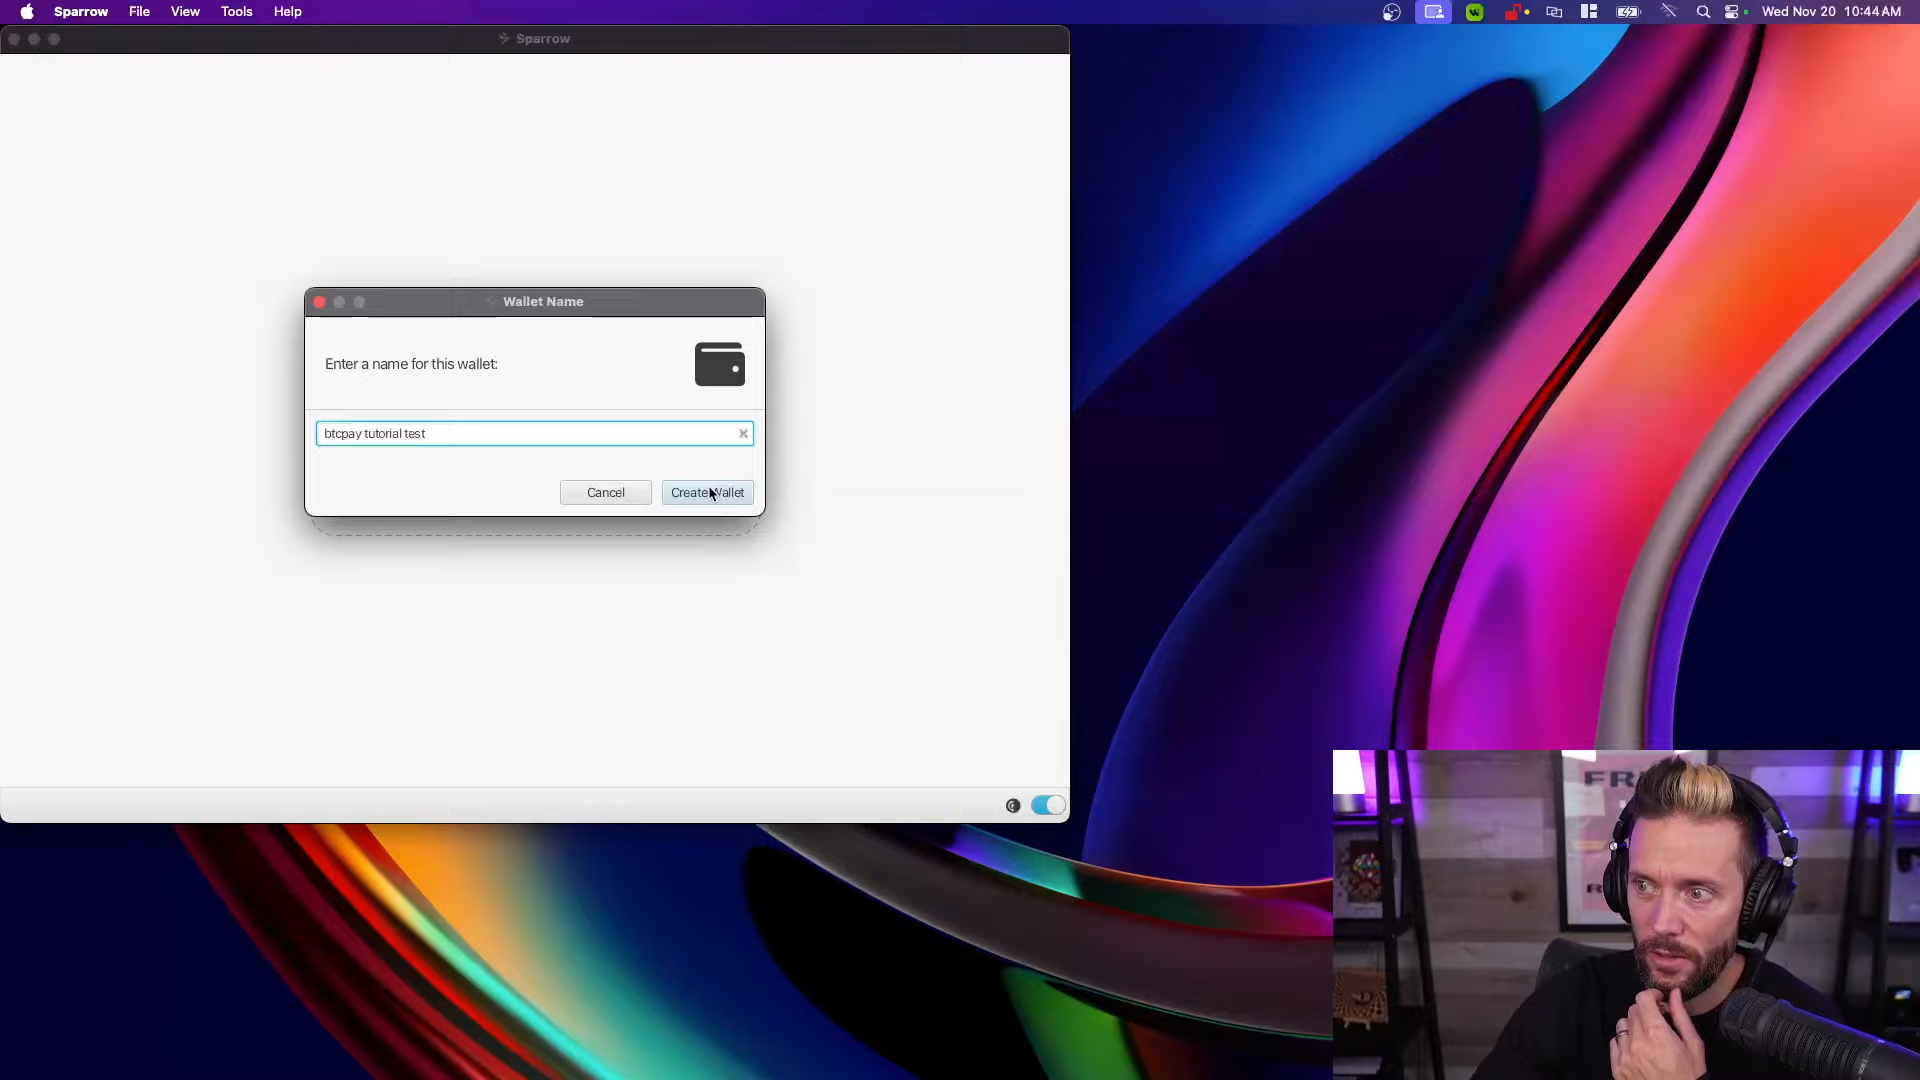 Sparrow File View Tools Help
Wed Nov 20 10:44 AM
Sparrow
Wallet Name
Enter a name for this wallet:
btcpay tutorial test
Cancel
Create Wallet
FR